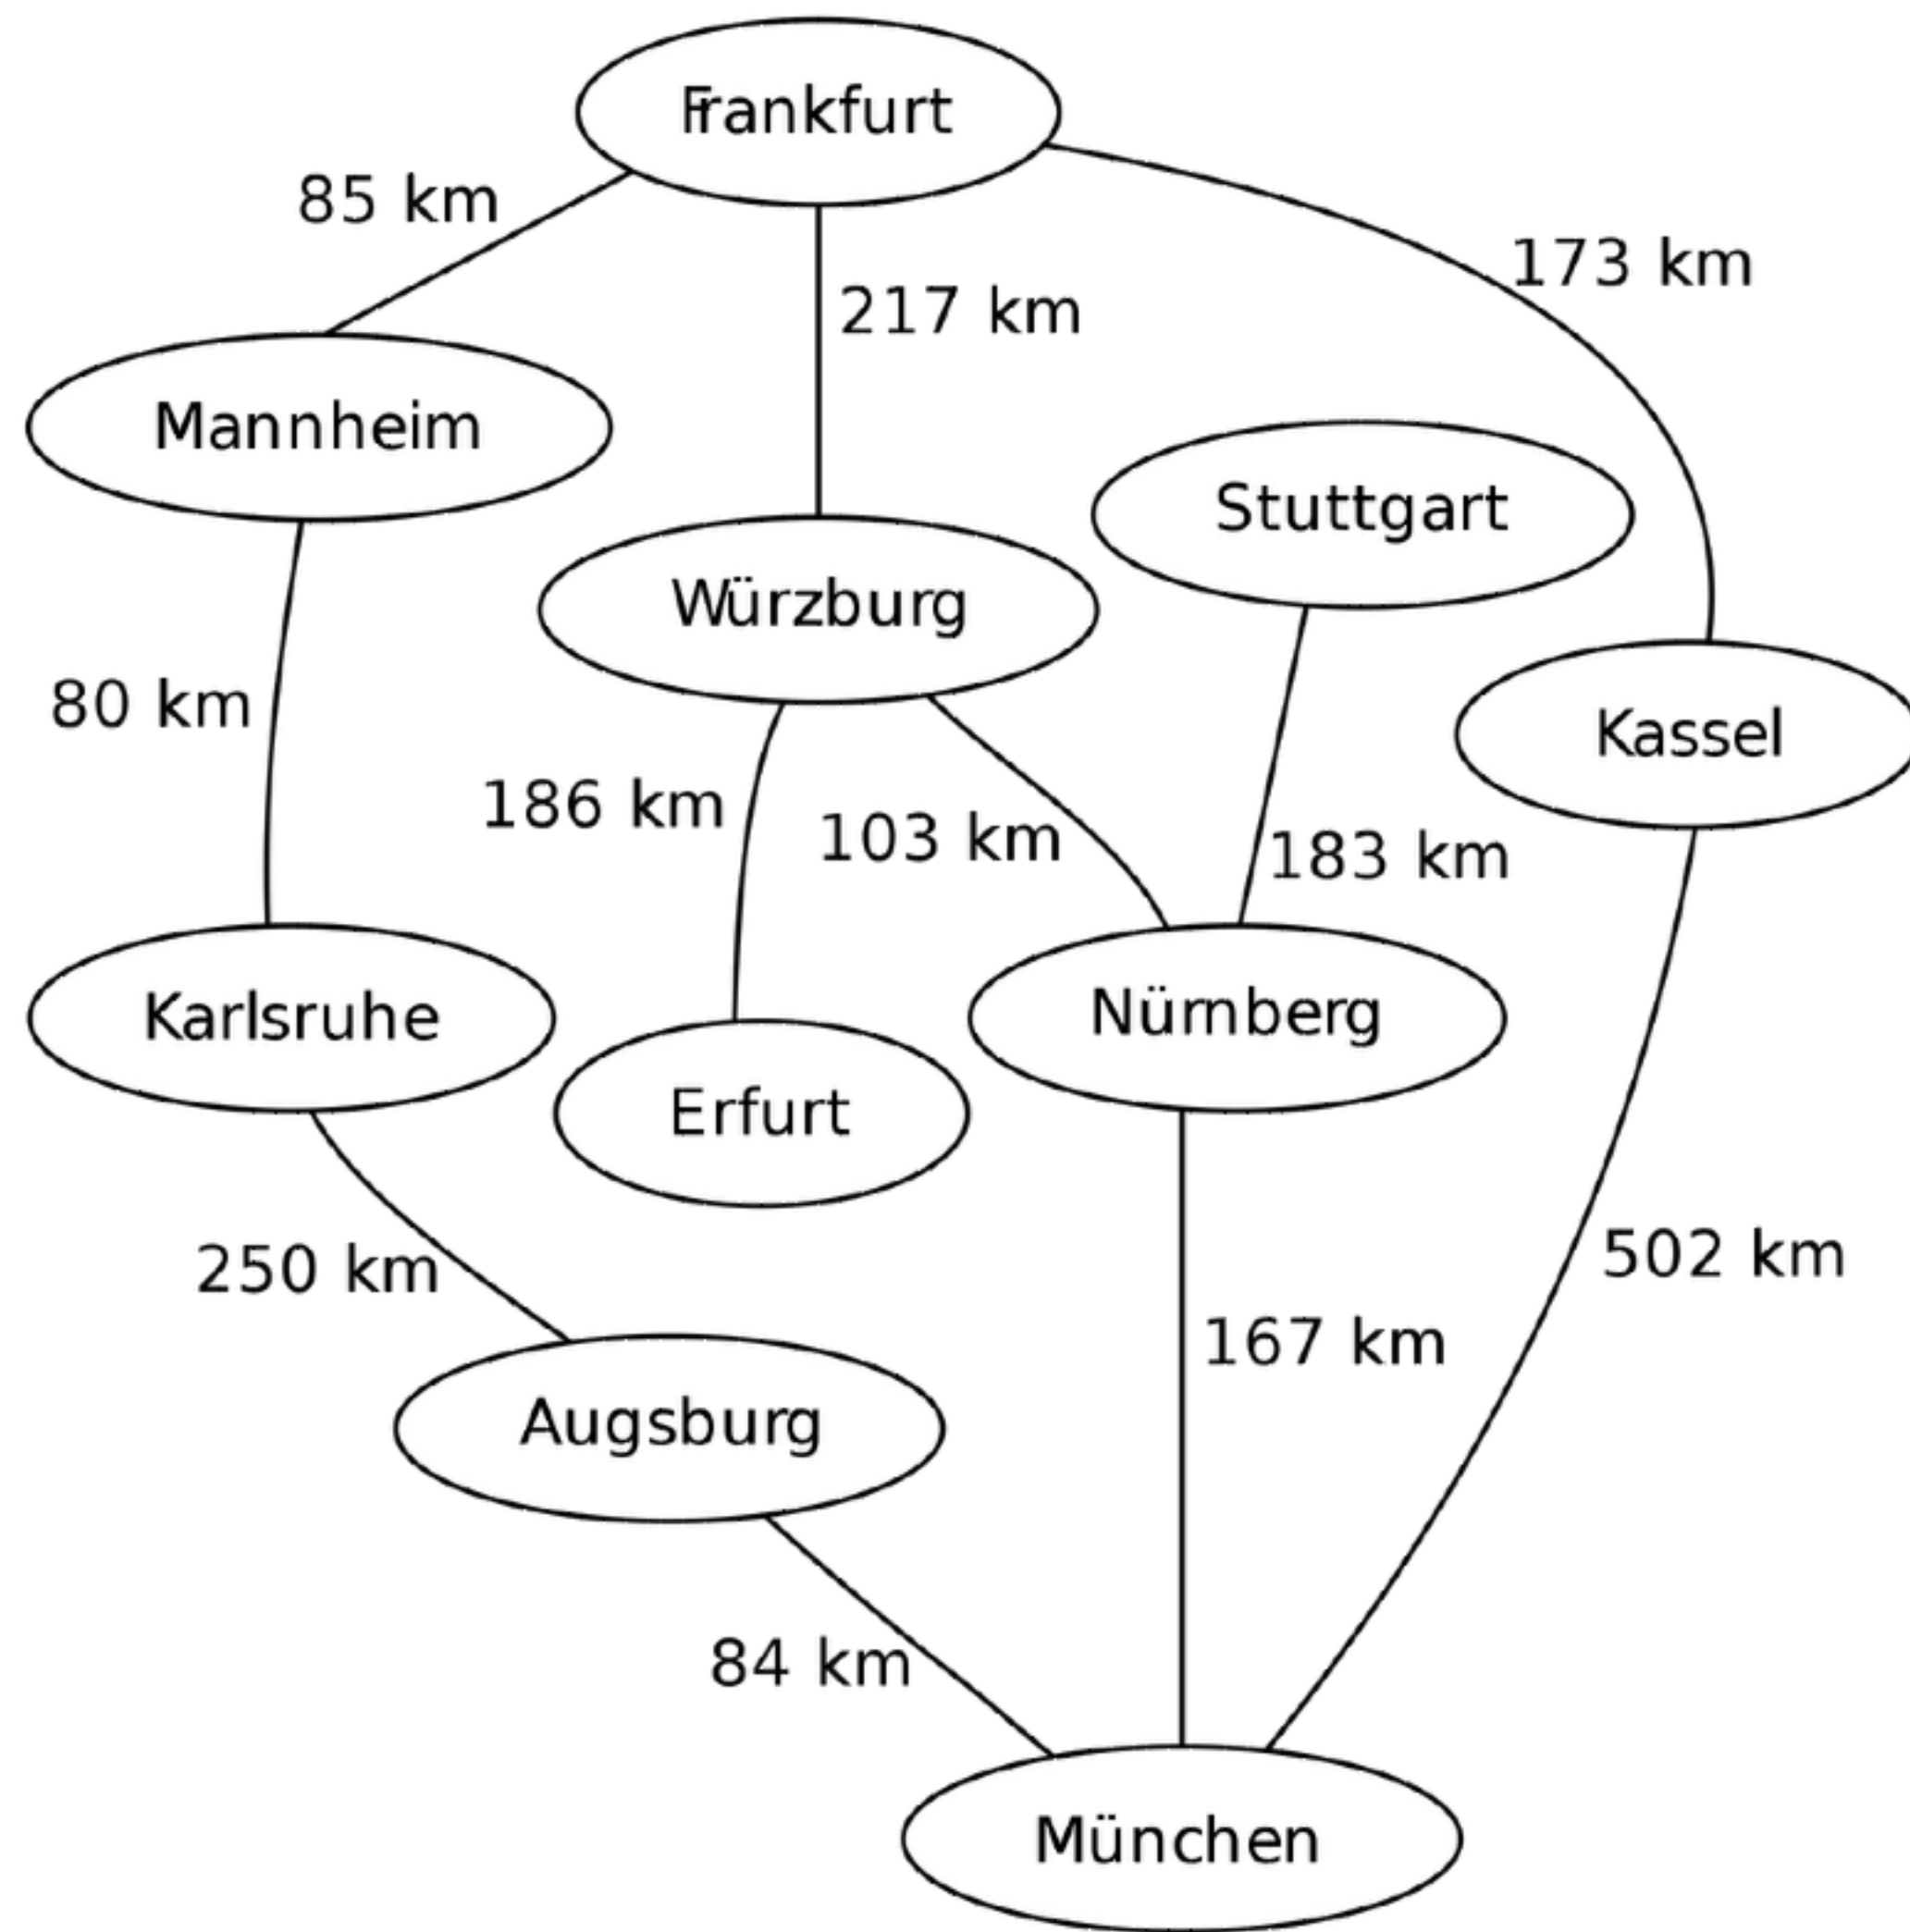 Frankfurt
85 km
173 km
217 km
Mannheim
Stuttgart
Würzburg
80 km
Kassel
186 km
103 km
183 km
Karlsruhe
Nürnberg
Erfurt
250 km
502 km
167 km
Augsburg
84 km
München